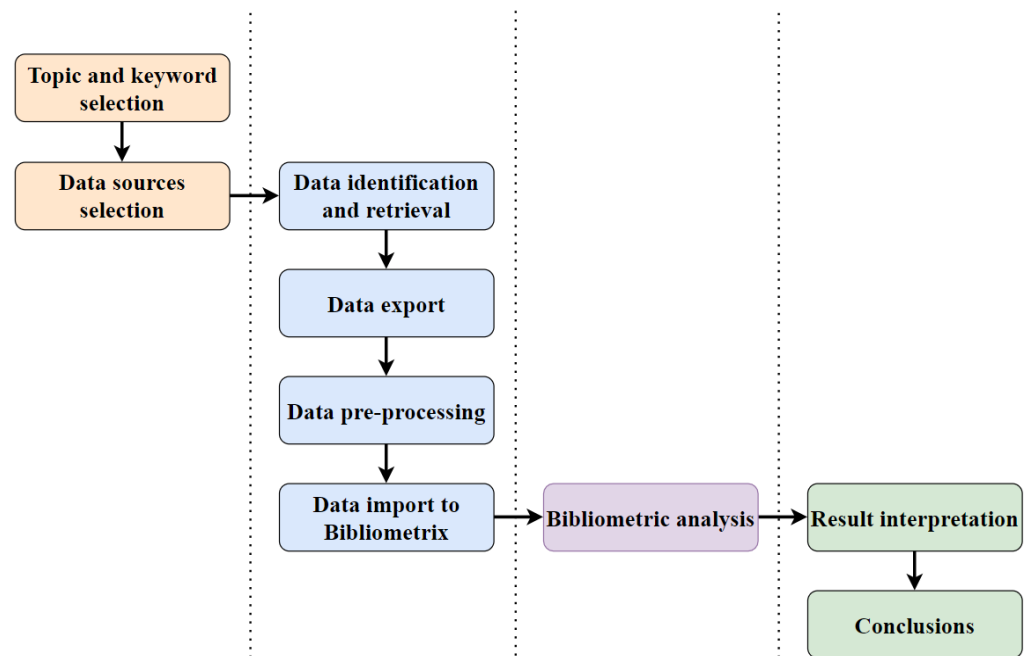 Topic and keyword
selection
Data sources
selection
Data identification
and retrieval
Data export
Data pre-processing
Data import to
Bibliometrix
Bibliometric analysis
Result interpretation
Conclusions